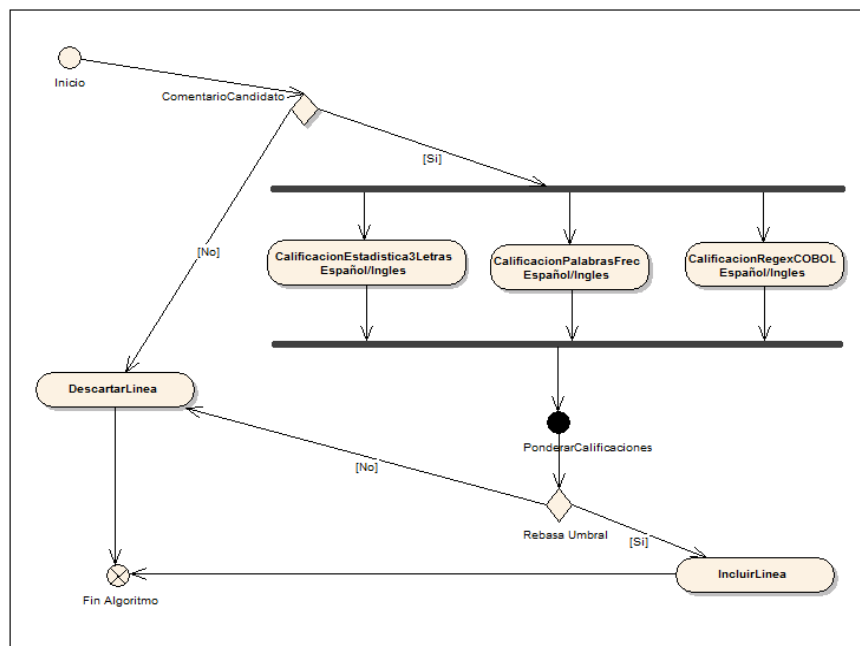 Inicio
ComentarioCandidato
[Si]
[No]
CalificacionEstadistica3Letras
Español/Ingles
CalificacionPalabrasFrec
Español/Ingles
CalificacionRegexCOBOL
Español/Ingles
DescartarLinea
PonderarCalificaciones
[No]
Rebasa Umbral
[Si]
IncluirLinea
Fin Algoritmo